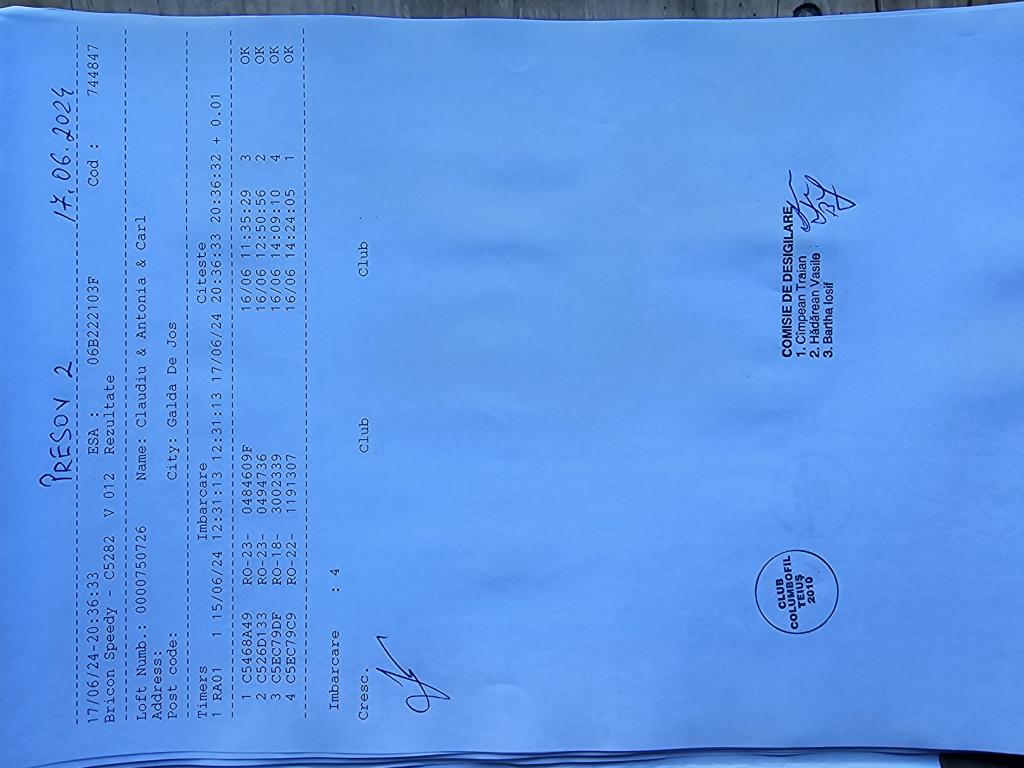 PRESOV 2 17.06.2024
17/06/24-20:36:33 ESA : 06B222103F Cod : 744847
Bricon Speedy - C5282 V 012 Rezultate
Loft Numb.: 0000750726 Name: Claudiu & Antonia & Carl
Address:
Post code: City: Galda De Jos
Timers Imbarcare Citeste
1 RA01 1 15/06/24 12:31:13 12:31:13 12:31:13 17/06/24 20:36:33 20:36:32 + 0.01
1 C5468A49 RO-23- 0484609F 16/06 11:35:29 3 OK
2 C526D133 RO-23- 0494736 16/06 12:50:56 2 OK
3 C5EC79DF RO-18- 3002339 16/06 14:09:10 4 OK
4 C5EC79C9 RO-22- 1191307 16/06 14:24:05 1 OK
Imbarcare : 4
Cresc. Club Club
COMISIE DE DESIGILARE
1. Cîmpean Traian
2. Hădărean Vasile :
3. Bartha Iosif
CLUB
COLUMBOFIL
TEIUȘ
2010